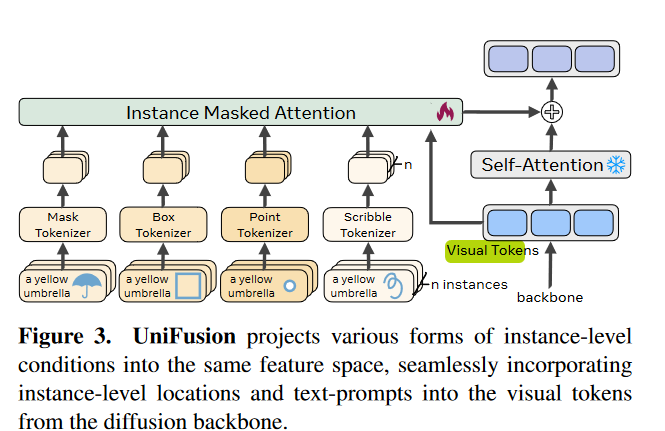 Instance Masked Attention
Self-Attention
n
Mask
Tokenizer
Box
Tokenizer
Point
Tokenizer
Scribble
Tokenizer
Visual Tokens
a yellow
umbrella
a yellow
umbrella
a yellow
umbrella
a yellow
umbrella
n instances
backbone
Figure 3. UniFusion projects various forms of instance-level
conditions into the same feature space, seamlessly incorporating
instance-level locations and text-prompts into the visual tokens
from the diffusion backbone.